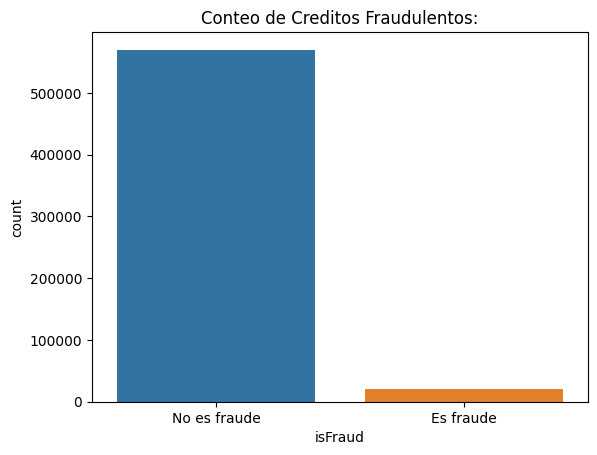 Conteo de Creditos Fraudulentos:
500000
400000
300000
200000
100000
0
count
No es fraude
Es fraude
isFraud